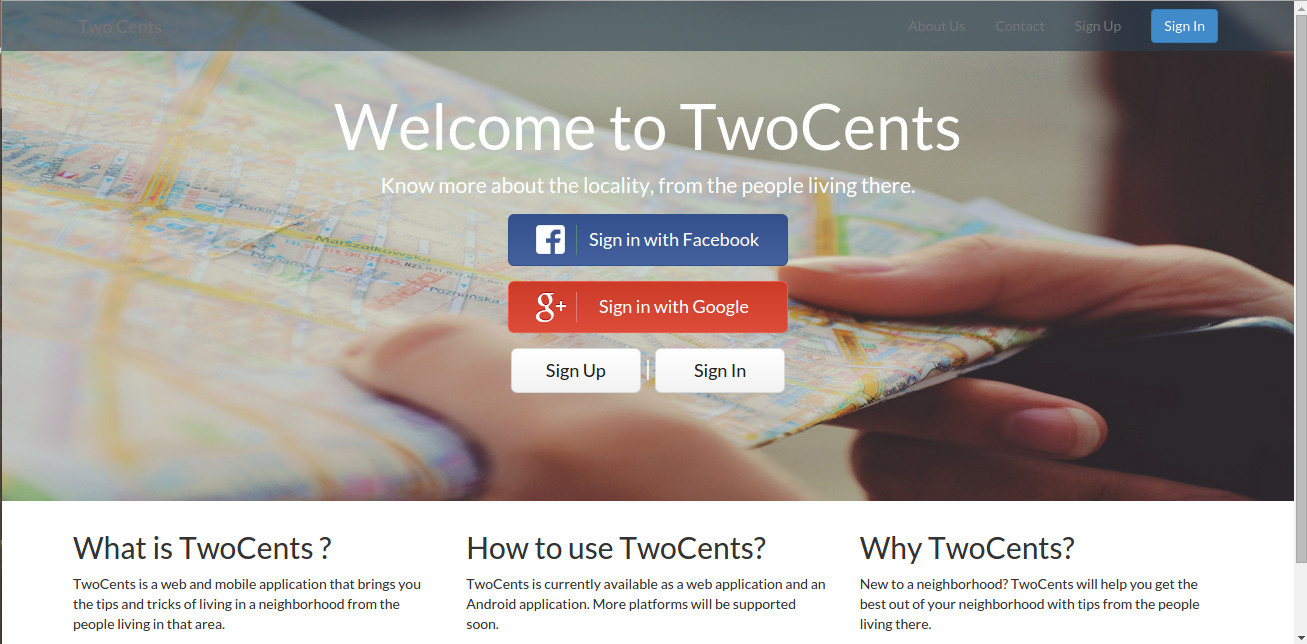 Two Cents
About Us
Contact
Sign Up
Sign In
Welcome to TwoCents
Know more about the locality, from the people living there.
Sign in with Facebook
g+ Sign in with Google
Sign Up | Sign In
Parkingowa
Marszałkowska
Poznańska
Poznańska
What is TwoCents ?
TwoCents is a web and mobile application that brings you
the tips and tricks of living in a neighborhood from the
people living in that area.
How to use TwoCents?
TwoCents is currently available as a web application and an
Android application. More platforms will be supported
soon.
Why TwoCents?
New to a neighborhood? TwoCents will help you get the
best out of your neighborhood with tips from the people
living there.